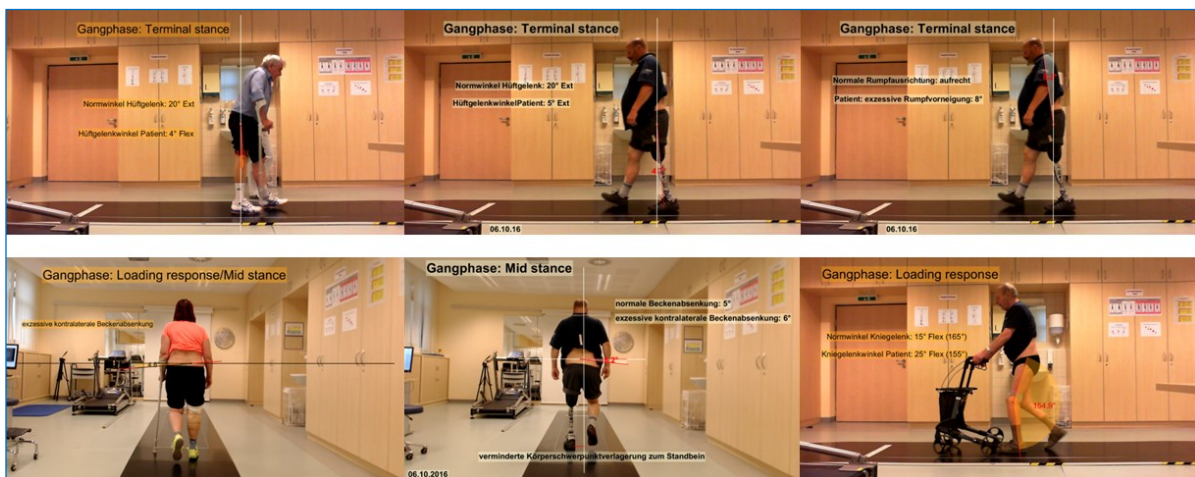 Gangphase: Terminal stance
Normwinkel Hüftgelenk: 20° Ext
Hüftgelenkwinkel Patient: 4° Flex
Gangphase: Terminal stance
Normwinkel Hüftgelenk: 20° Ext
HüftgelenkwinkelPatient: 5° Ext
06.10.16
Gangphase: Terminal stance
Normale Rumpfausrichtung: aufrecht
Patient: exzessive Rumpfvorneigung: 8°
06.10.16
Gangphase: Loading response/Mid stance
exzessive kontralaterale Beckenabsenkung
Gangphase: Mid stance
normale Beckenabsenkung: 5°
exzessive kontralaterale Beckenabsenkung: 6°
verminderte Körperschwerpunktverlagerung zum Standbein
06.10.2016
Gangphase: Loading response
Normwinkel Kniegelenk: 15° Flex (165°)
Kniegelenkwinkel Patient: 25° Flex (155°)
154.9°